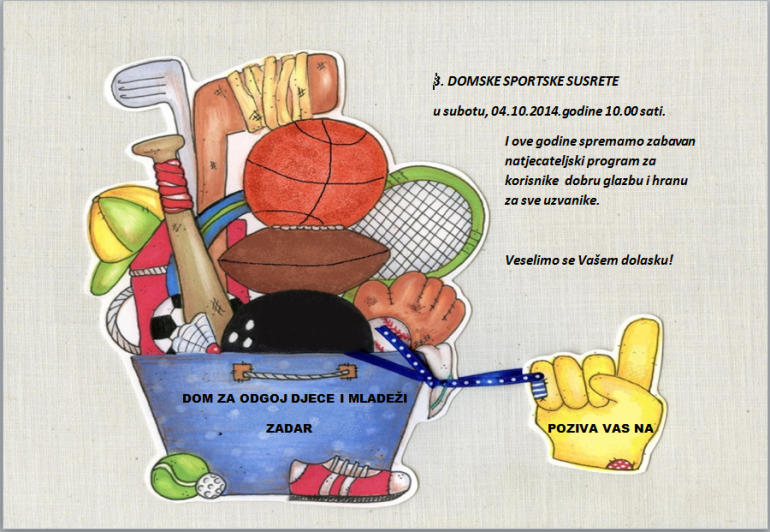 3. DOMSKE SPORTSKE SUSRETE
u subotu, 04.10.2014.godine 10.00 sati.
I ove godine spremamo zabavan
natjecateljski program za
korisnike dobru glazbu i hranu
za sve uzvanike.
Veselimo se Vašem dolasku!
DOM ZA ODGOJ DJECE I MLADEŽI
ZADAR
POZIVA VAS NA